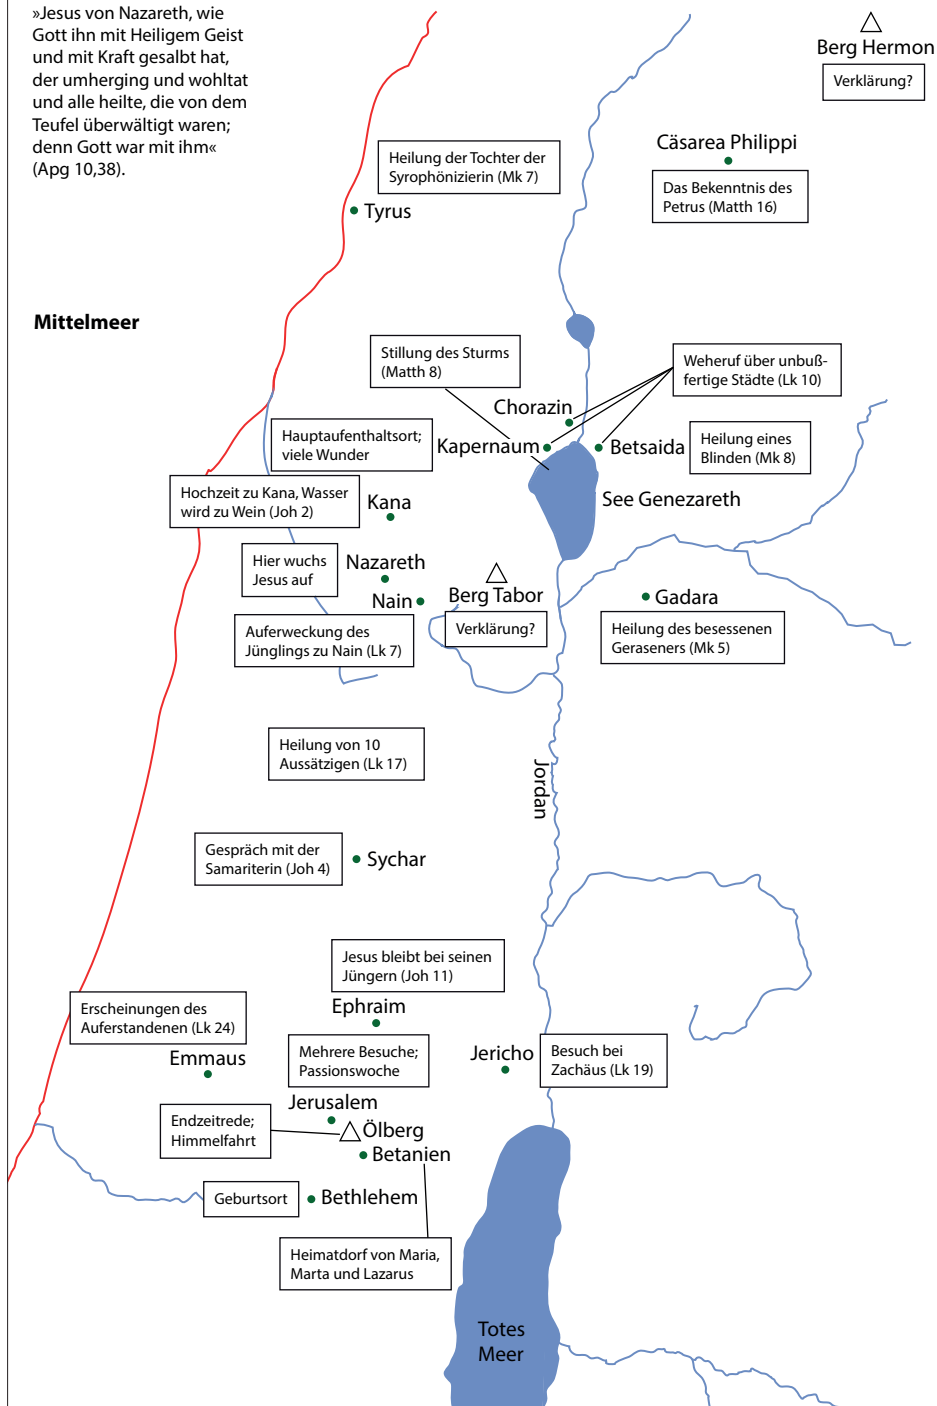 »Jesus von Nazareth, wie
Gott ihn mit Heiligem Geist
und mit Kraft gesalbt hat,
der umherging und wohltat
und alle heilte, die von dem
Teufel überwältigt waren;
denn Gott war mit ihm«
(Apg 10,38).
Berg Hermon
Verklärung?
Cäsarea Philippi
Das Bekenntnis des
Petrus (Matth 16)
Heilung der Tochter der
Syrophönizierin (Mk 7)
Tyrus
Mittelmeer
Stillung des Sturms
(Matth 8)
Weheruf über unbuß-
fertige Städte (Lk 10)
Chorazin
Hauptaufenthaltsort;
viele Wunder
Kapernaum
Betsaida
Heilung eines
Blinden (Mk 8)
Hochzeit zu Kana, Wasser
wird zu Wein (Joh 2)
Kana
See Genezareth
Hier wuchs
Jesus auf
Nazareth
Nain
Berg Tabor
Verklärung?
Gadara
Heilung des besessenen
Geraseners (Mk 5)
Auferweckung des
Jünglings zu Nain (Lk 7)
Heilung von 10
Aussätzigen (Lk 17)
Jordan
Gespräch mit der
Samariterin (Joh 4)
Sychar
Jesus bleibt bei seinen
Jüngern (Joh 11)
Ephraim
Erscheinungen des
Auferstandenen (Lk 24)
Emmaus
Mehrere Besuche;
Passionswoche
Jericho
Besuch bei
Zachäus (Lk 19)
Jerusalem
Endzeitrede;
Himmelfahrt
Ölberg
Betanien
Geburtsort
Bethlehem
Heimatdorf von Maria,
Marta und Lazarus
Totes
Meer